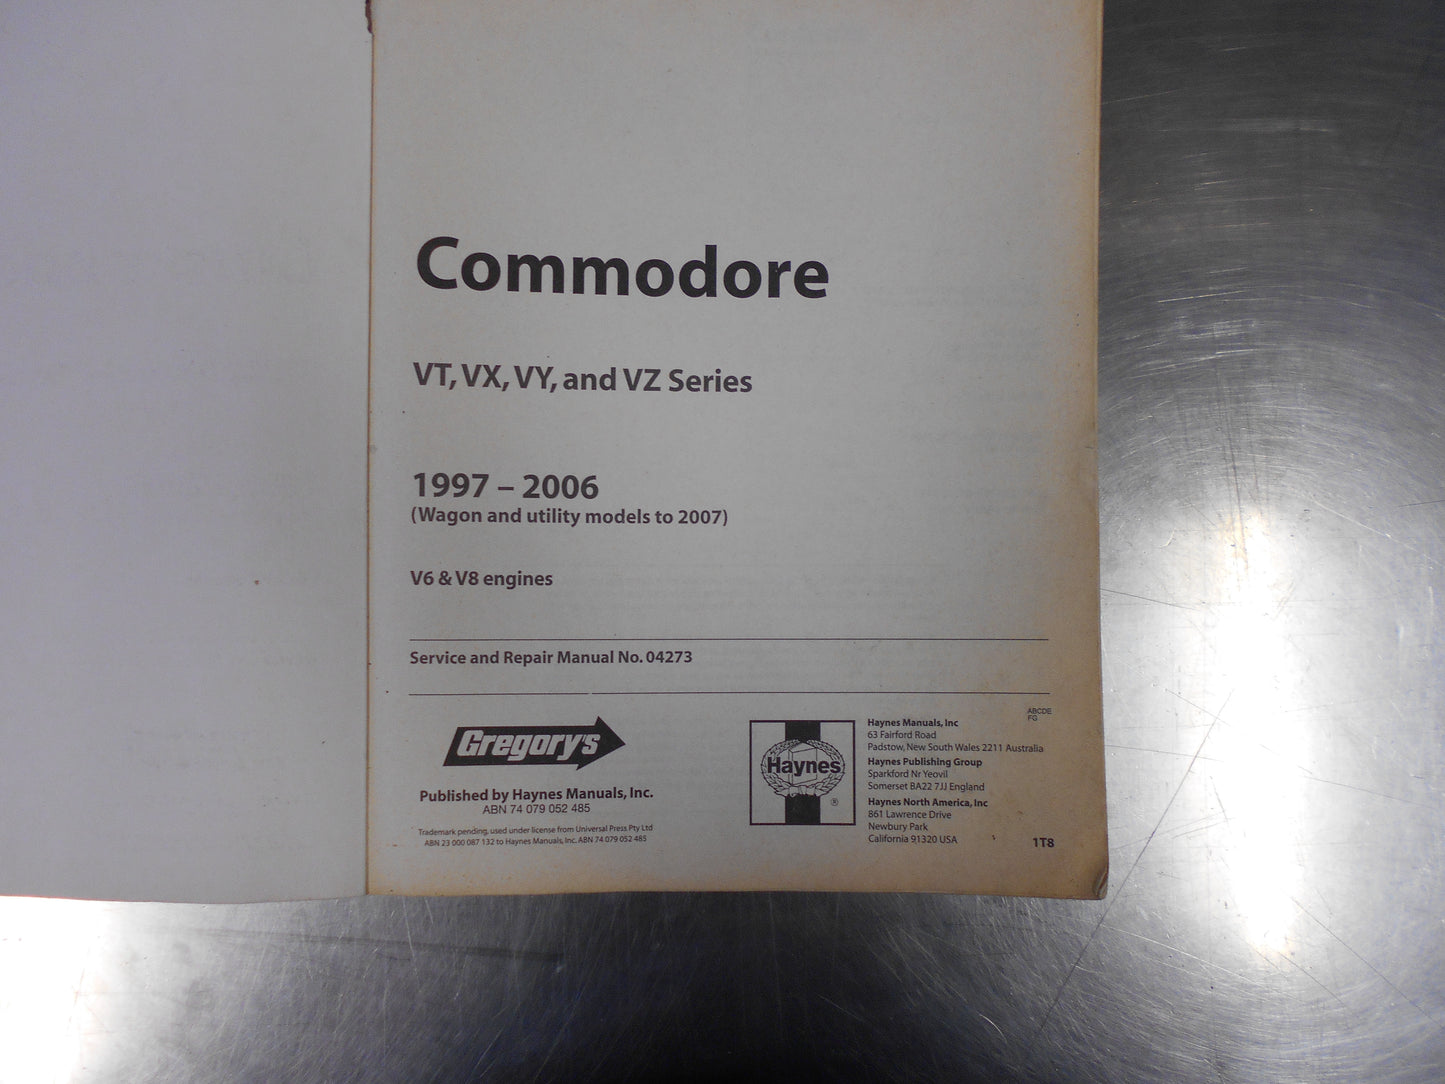 Commodore
VT, VX, VY, and VZ Series
1997 – 2006
(Wagon and utility models to 2007)
V6 & V8 engines
Service and Repair Manual No. 04273
Gregory's
Published by Haynes Manuals, Inc.
ABN 74 079 052 485
Trademark pending, used under license from Universal Press Pty Ltd
ABN 23 000 087 132 to Haynes Manuals, Inc. ABN 74 079 052 485
Haynes
®
Haynes Manuals, Inc
63 Fairford Road
Padstow, New South Wales 2211 Australia
Haynes Publishing Group
Sparkford Nr Yeovil
Somerset BA22 7JJ England
Haynes North America, Inc
861 Lawrence Drive
Newbury Park
California 91320 USA
ABCDE
FG
1T8